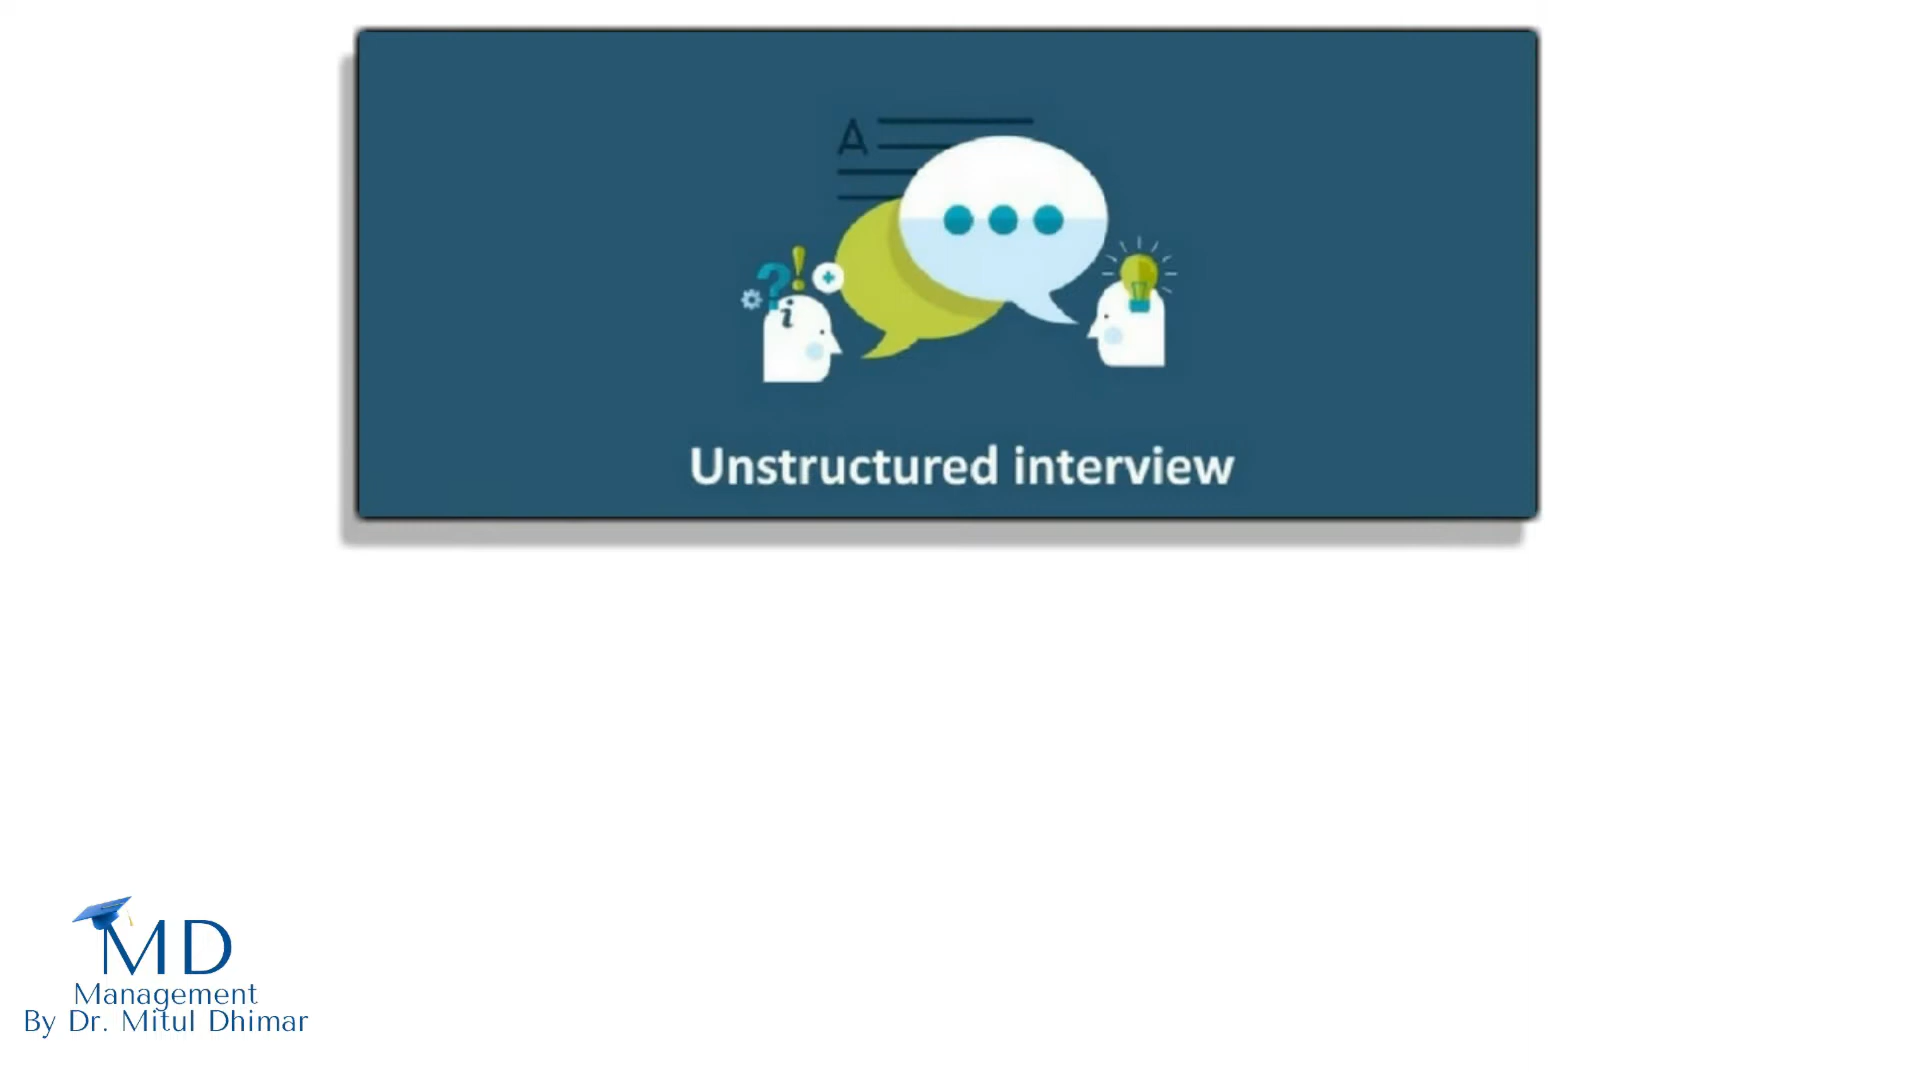 A
Unstructured interview
MD
Management
By Dr. Mitul Dhimar